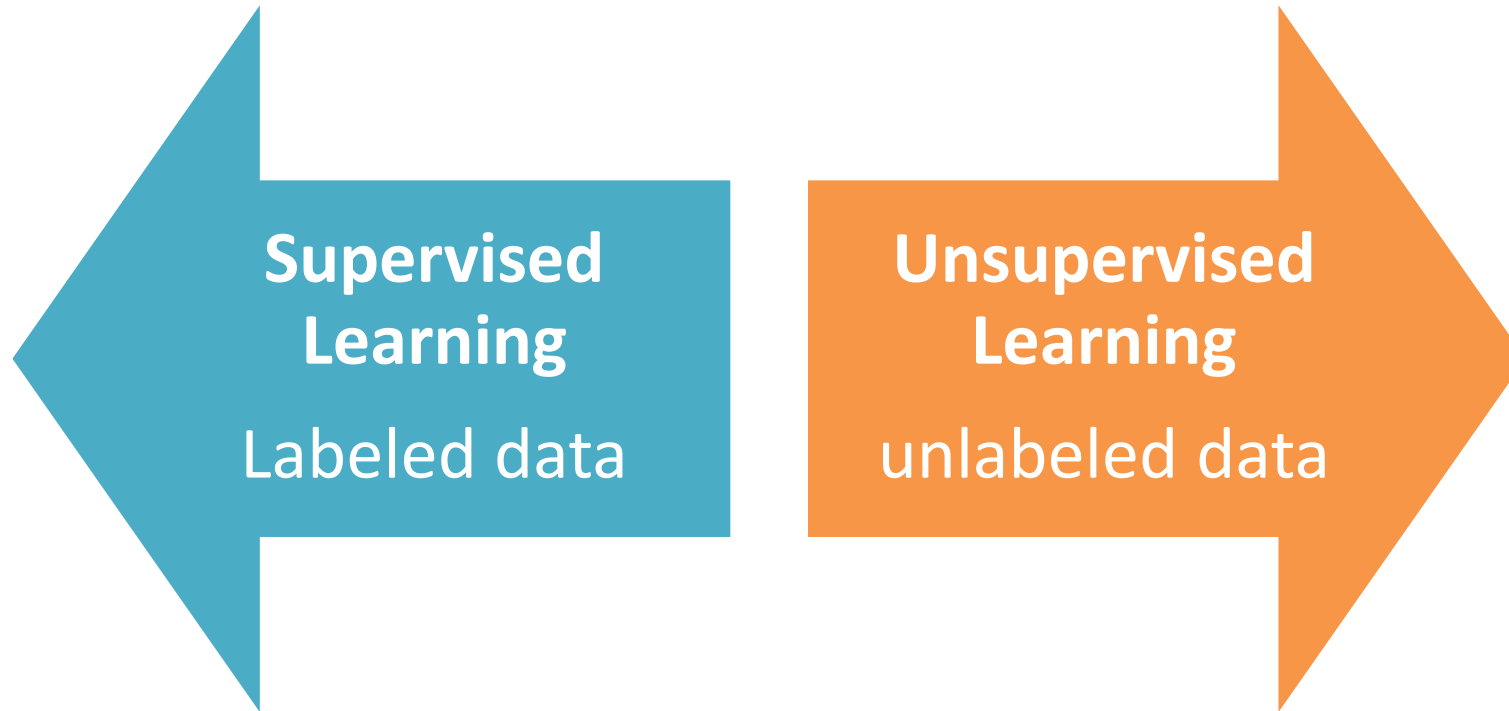 Supervised
Learning
Labeled data
Unsupervised
Learning
unlabeled data